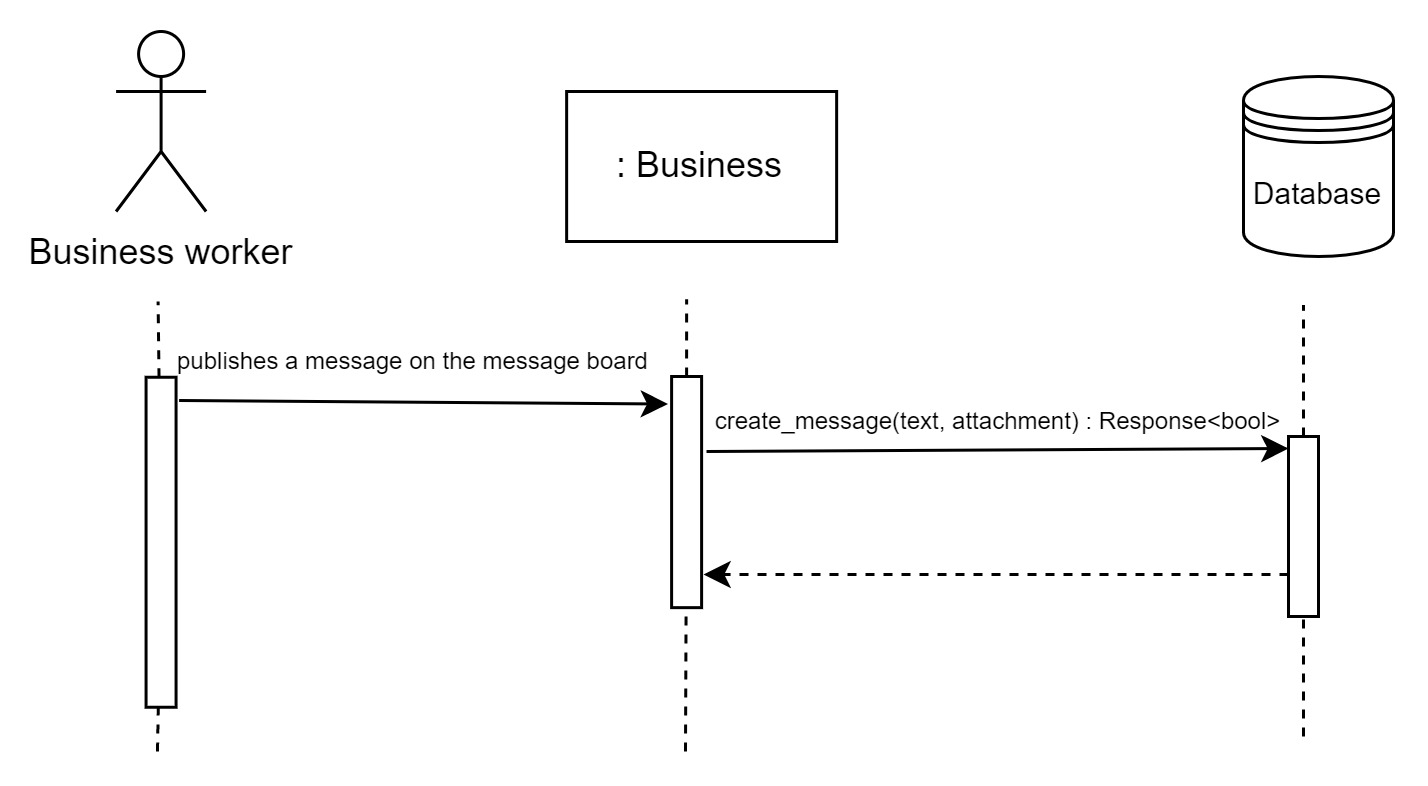 Business worker
: Business
Database
publishes a message on the message board
create_message(text, attachment) : Response<bool>